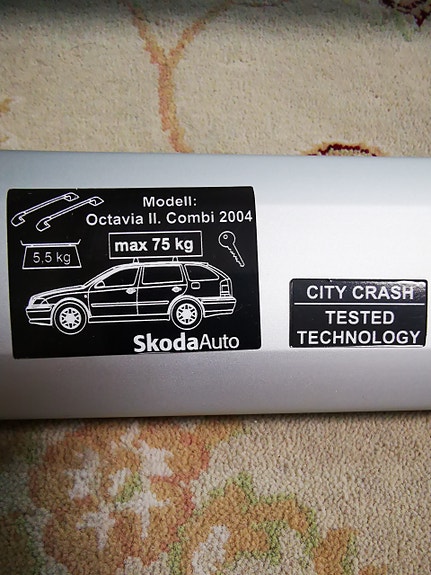 Modell:
Octavia II. Combi 2004
max 75 kg
5,5 kg
SkodaAuto
CITY CRASH
TESTED
TECHNOLOGY